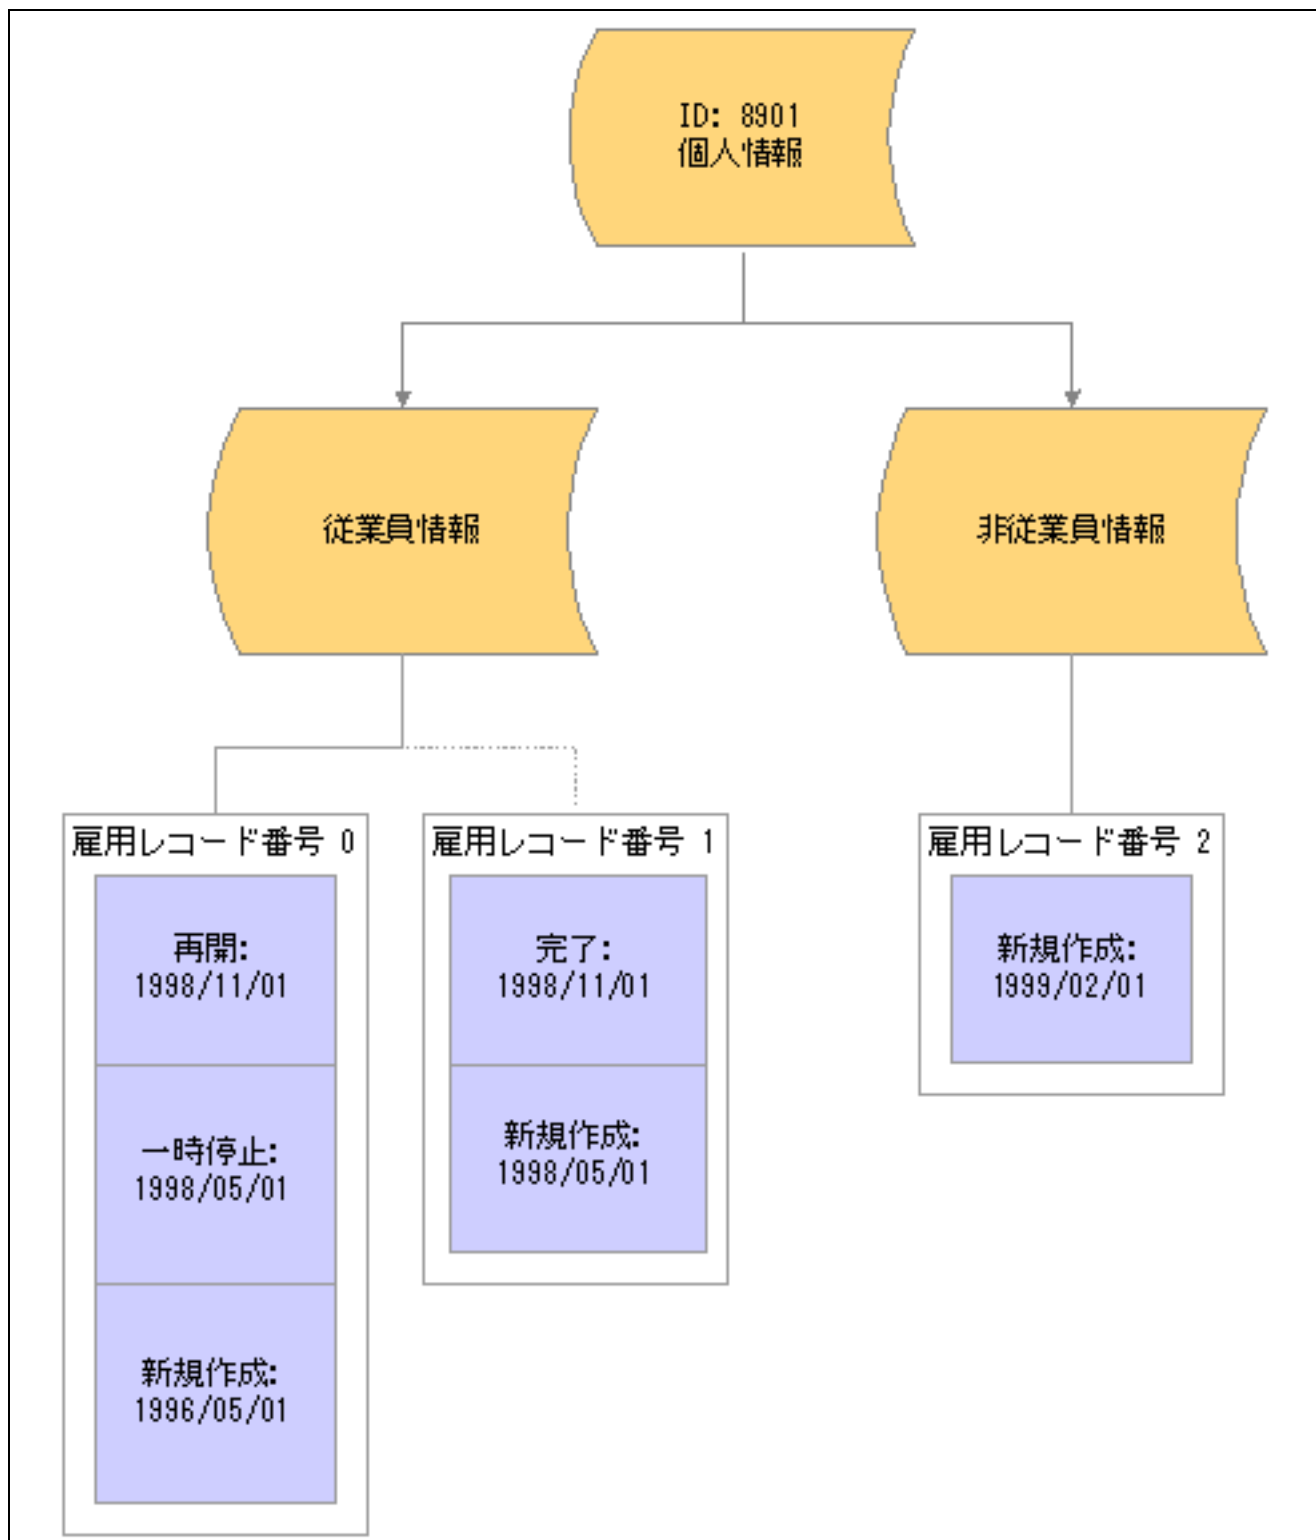 ID: 8901
個人情報
従業員情報
非従業員情報
雇用レコード番号 0
再開:
1998/11/01
一時停止:
1998/05/01
新規作成:
1996/05/01
雇用レコード番号 1
完了:
1998/11/01
新規作成:
1998/05/01
雇用レコード番号 2
新規作成:
1999/02/01